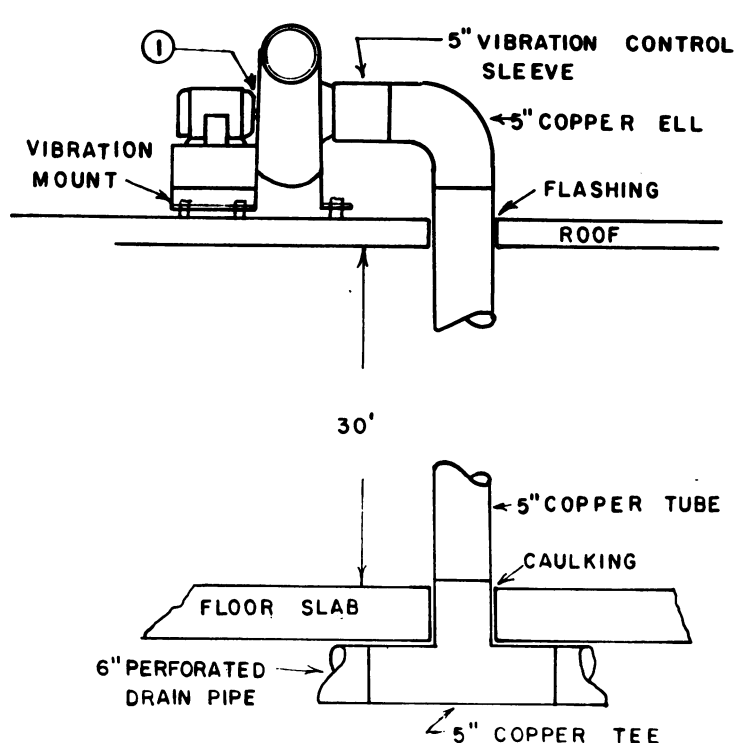 1
5" VIBRATION CONTROL
SLEEVE
5" COPPER ELL
VIBRATION
MOUNT
FLASHING
ROOF
30'
5" COPPER TUBE
CAULKING
FLOOR SLAB
6" PERFORATED
DRAIN PIPE
5" COPPER TEE